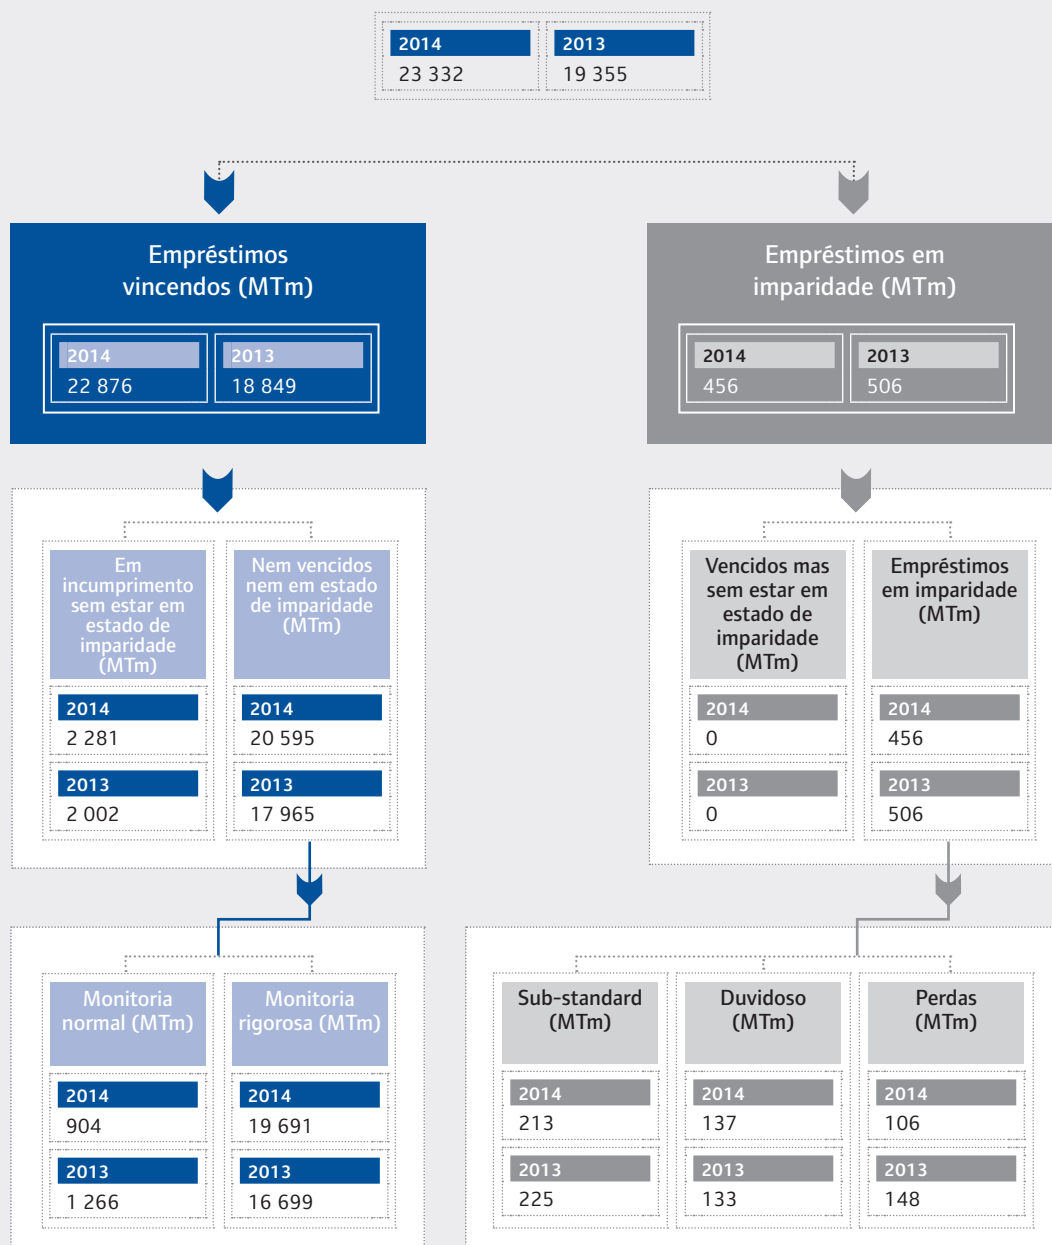 2014 2013
23 332 19 355
Empréstimos
vincendos (MTm)
2014 2013
22 876 18 849
Empréstimos em
imparidade (MTm)
2014 2013
456 506
Em
incumprimento
sem estar em
estado de
imparidade
(MTm)
2014
2 281
2013
2 002
Nem vencidos
nem em estado
de imparidade
(MTm)
2014
20 595
2013
17 965
Vencidos mas
sem estar em
estado de
imparidade
(MTm)
2014
0
2013
0
Empréstimos
em imparidade
(MTm)
2014
456
2013
506
Monitoria
normal (MTm)
2014
904
2013
1 266
Monitoria
rigorosa (MTm)
2014
19 691
2013
16 699
Sub-standard
(MTm)
2014
213
2013
225
Duvidoso
(MTm)
2014
137
2013
133
Perdas
(MTm)
2014
106
2013
148